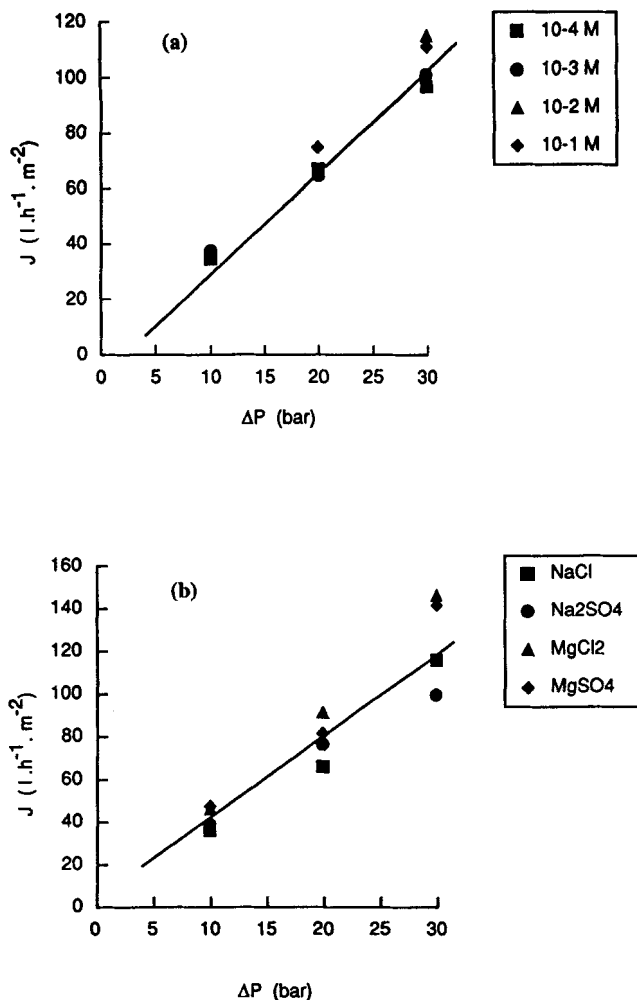 (a)
120
100
80
60
40
20
0
J ( l.h⁻¹.m⁻²)
0 5 10 15 20 25 30
ΔP (bar)
10-4 M
10-3 M
10-2 M
10-1 M
(b)
160
140
120
100
80
60
40
20
0
J ( l.h⁻¹.m⁻²)
0 5 10 15 20 25 30
ΔP (bar)
NaCl
Na2SO4
MgCl2
MgSO4